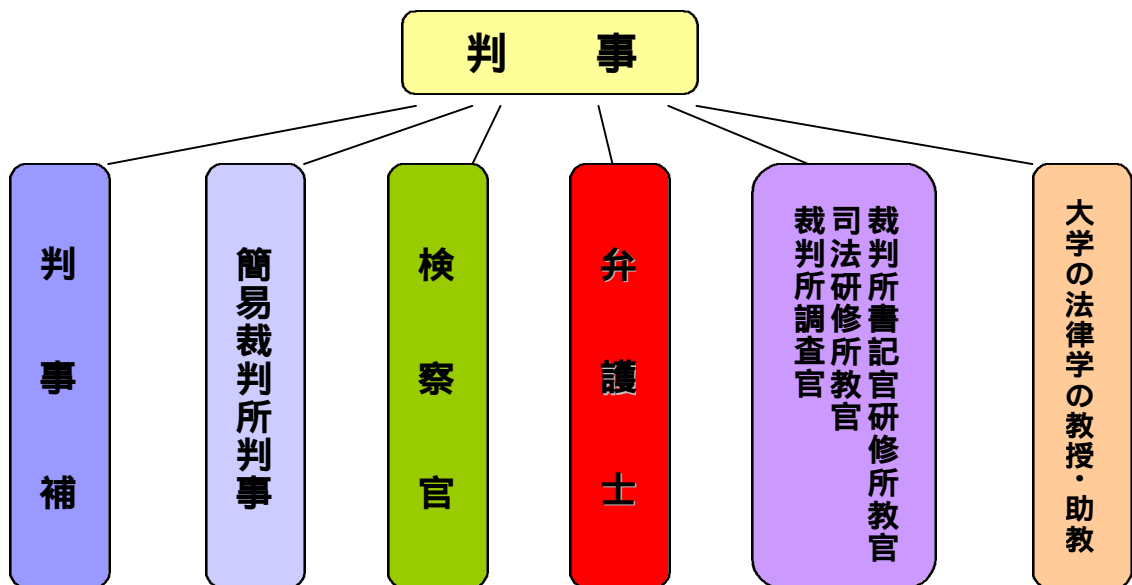 判　事
判事補
簡易裁判所判事
検察官
弁護士
裁判所調査官
司法研修所教官
裁判所書記官研修所教官
大学の法律学の教授・助教